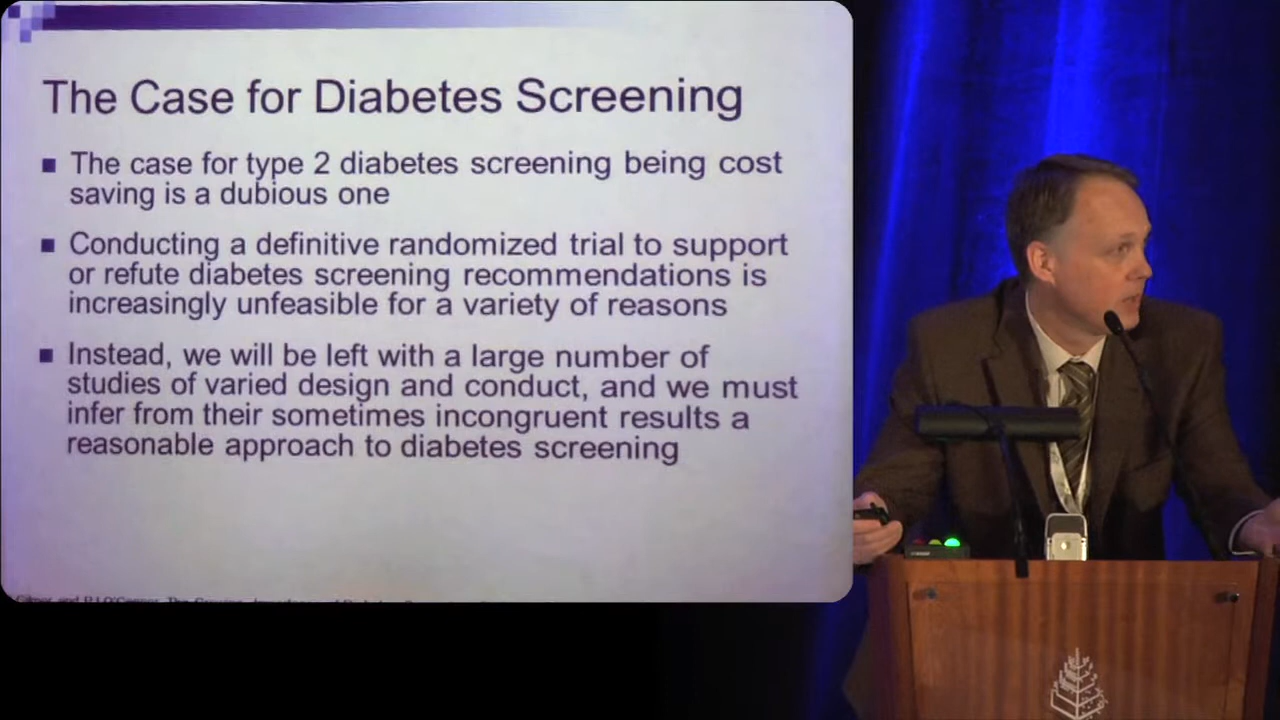 The Case for Diabetes Screening
The case for type 2 diabetes screening being cost
saving is a dubious one
Conducting a definitive randomized trial to support
or refute diabetes screening recommendations is
increasingly unfeasible for a variety of reasons
Instead, we will be left with a large number of
studies of varied design and conduct, and we must
infer from their sometimes incongruent results a
reasonable approach to diabetes screening